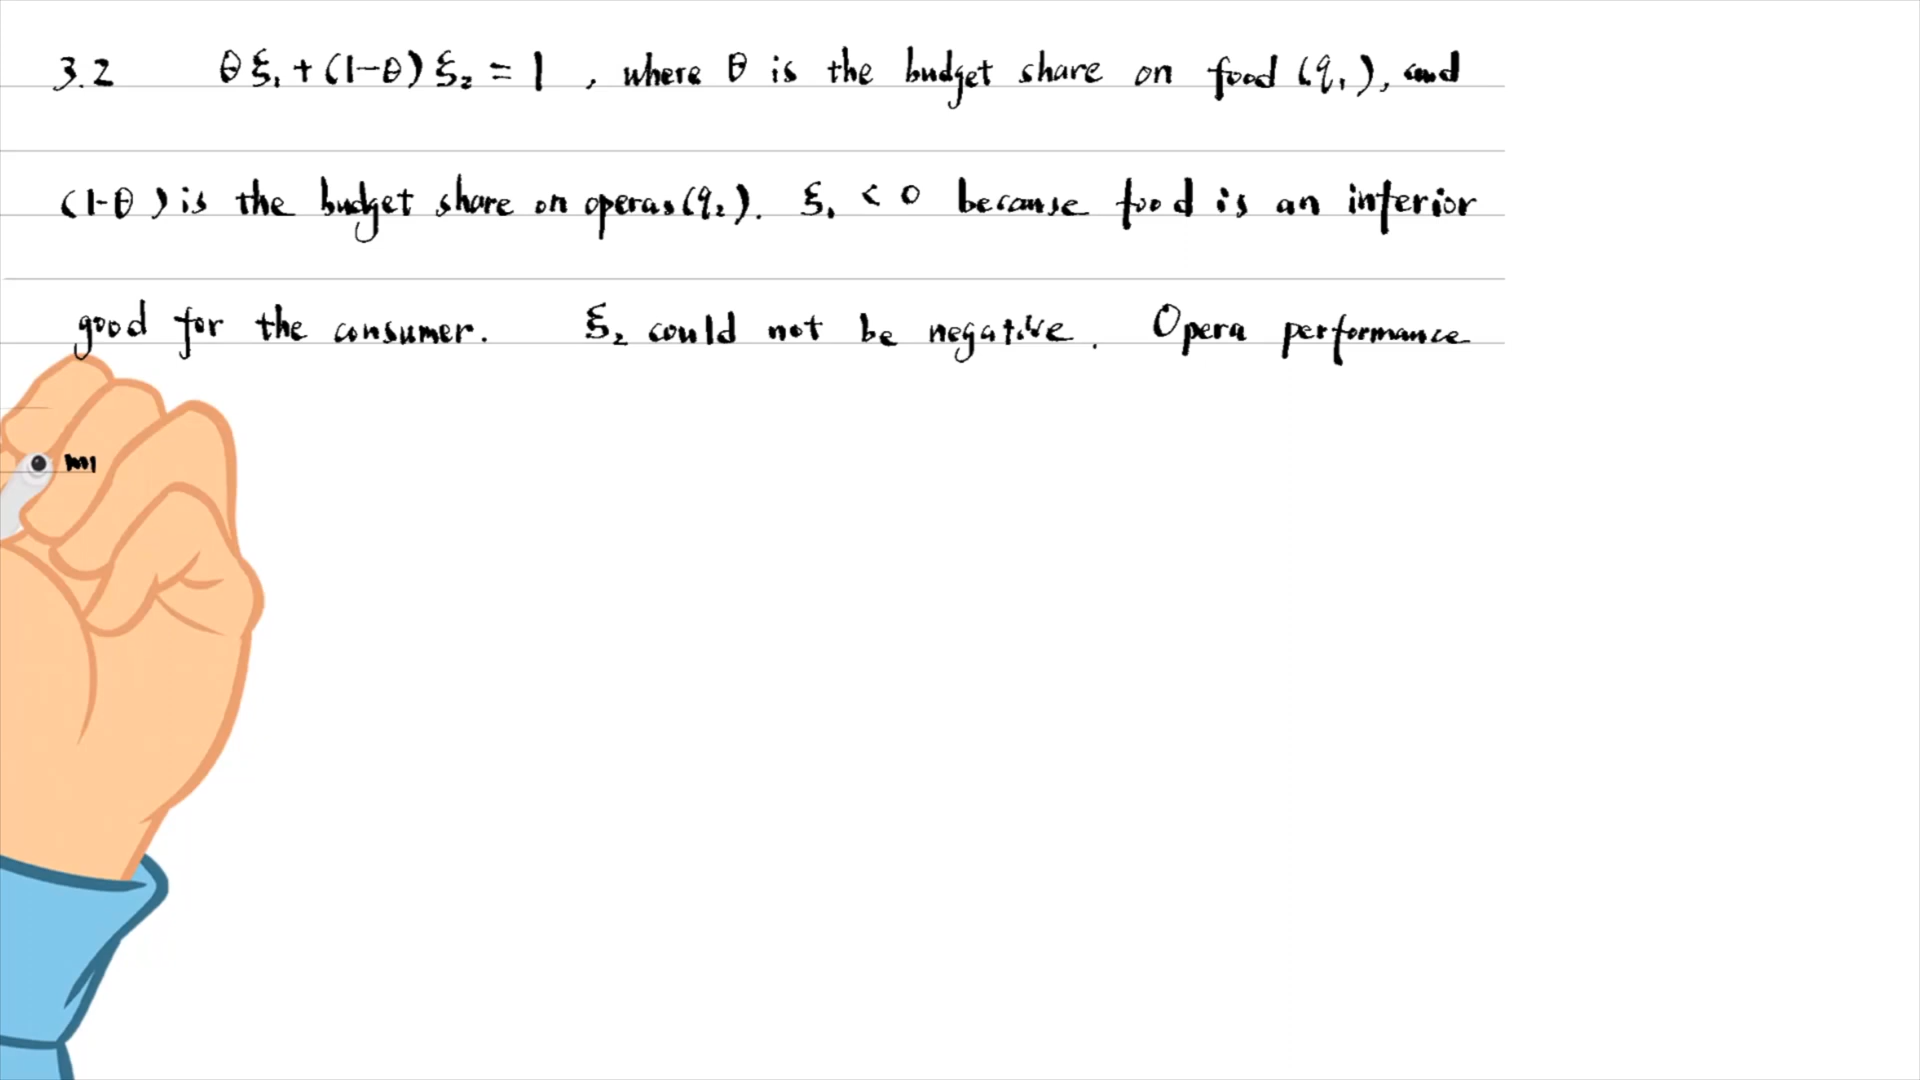 3.2 θξ₁ + (1-θ) ξ₂ = 1 , where θ is the budget share on food (q₁), and
(1-θ) is the budget share on operas (q₂). ξ₁ < 0 because food is an inferior
good for the consumer. ξ₂ could not be negative. Opera performance